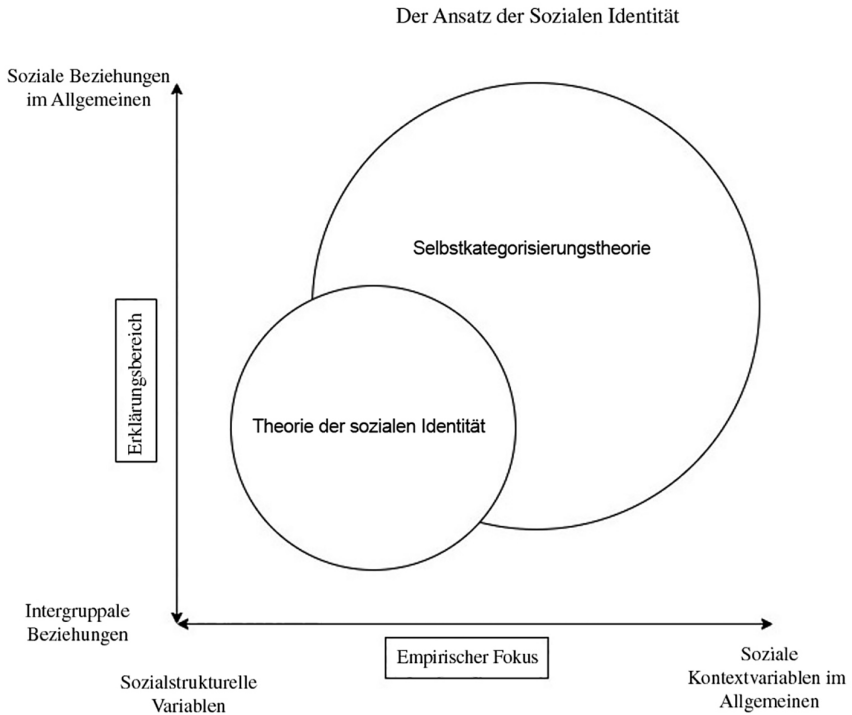 Der Ansatz der Sozialen Identität
Soziale Beziehungen
im Allgemeinen
Selbstkategorisierungstheorie
Erklärungsbereich
Theorie der sozialen Identität
Intergruppale
Beziehungen
Empirischer Fokus
Sozialstrukturelle
Variablen
Soziale
Kontextvariablen im
Allgemeinen